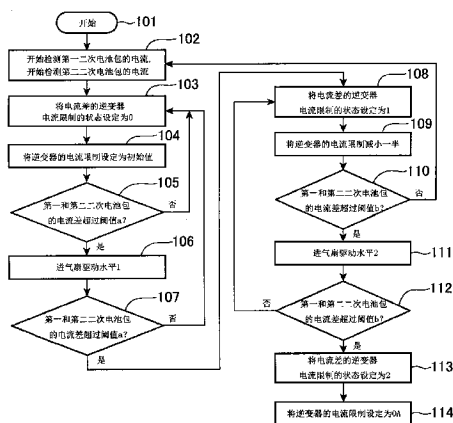 开始
101
102
开始检测第一二次电池包的电流,
开始检测第二二次电池包的电流
103
将电流差的逆变器
电流限制的状态设定为0
104
将逆变器的电流限制设定为初始值
105
第一和第二二次电池包
的电流差超过阈值a?
否
是
106
进气扇驱动水平1
107
第一和第二二次电池包
的电流差超过阈值a?
否
是
108
将电流差的逆变器
电流限制的状态设定为1
109
将逆变器的电流限制减小一半
110
第一和第二二次电池包
的电流差超过阈值b?
否
是
111
进气扇驱动水平2
112
第一和第二二次电池包
的电流差超过阈值b?
否
是
113
将电流差的逆变器
电流限制的状态设定为2
114
将逆变器的电流限制设定为0A